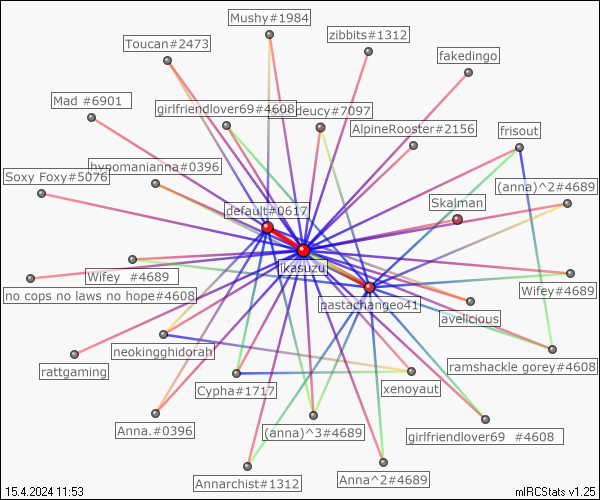 Mushy#1984
zibbits#1312
Toucan#2473
fakedingo
Mad #6901
girlfriendlover69#4608
deucy#7097
AlpineRooster#2156
frisout
hypomanianna#0396
Soxy Foxy#5076
(anna)^2#4689
default#0617
Skalman
ikasuzu
Wifey #4689
Wifey#4689
no cops no laws no hope#4608
pastachangeo41
avelicious
neokingghidorah
ramshackle gorey#4608
rattgaming
Cypha#1717
xenoyaut
Anna.#0396
(anna)^3#4689
girlfriendlover69 #4608
Annarchist#1312
Anna^2#4689
15.4.2024 11:53
mIRCStats v1.25